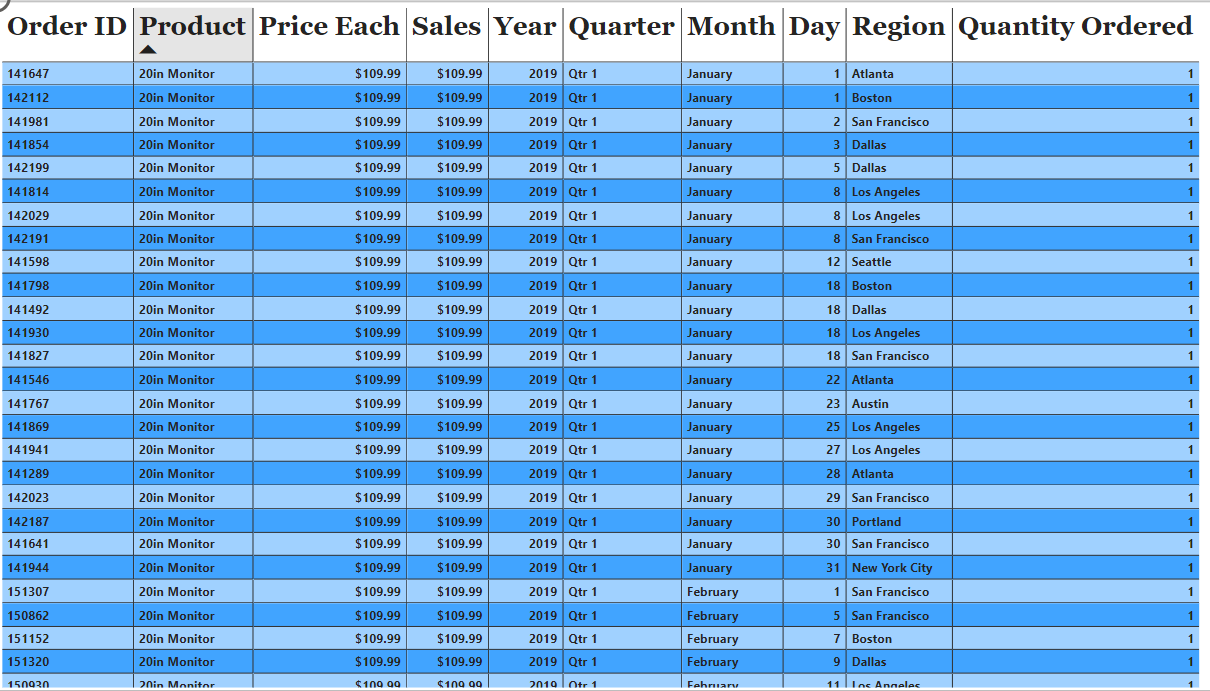 Order ID Product Price Each Sales Year Quarter Month Day Region Quantity Ordered
141647 20in Monitor $109.99 $109.99 2019 Qtr 1 January 1 Atlanta 1
142112 20in Monitor $109.99 $109.99 2019 Qtr 1 January 1 Boston 1
141981 20in Monitor $109.99 $109.99 2019 Qtr 1 January 2 San Francisco 1
141854 20in Monitor $109.99 $109.99 2019 Qtr 1 January 3 Dallas 1
142199 20in Monitor $109.99 $109.99 2019 Qtr 1 January 5 Dallas 1
141814 20in Monitor $109.99 $109.99 2019 Qtr 1 January 8 Los Angeles 1
142029 20in Monitor $109.99 $109.99 2019 Qtr 1 January 8 Los Angeles 1
142191 20in Monitor $109.99 $109.99 2019 Qtr 1 January 8 San Francisco 1
141598 20in Monitor $109.99 $109.99 2019 Qtr 1 January 12 Seattle 1
141798 20in Monitor $109.99 $109.99 2019 Qtr 1 January 18 Boston 1
141492 20in Monitor $109.99 $109.99 2019 Qtr 1 January 18 Dallas 1
141930 20in Monitor $109.99 $109.99 2019 Qtr 1 January 18 Los Angeles 1
141827 20in Monitor $109.99 $109.99 2019 Qtr 1 January 18 San Francisco 1
141546 20in Monitor $109.99 $109.99 2019 Qtr 1 January 22 Atlanta 1
141767 20in Monitor $109.99 $109.99 2019 Qtr 1 January 23 Austin 1
141869 20in Monitor $109.99 $109.99 2019 Qtr 1 January 25 Los Angeles 1
141941 20in Monitor $109.99 $109.99 2019 Qtr 1 January 27 Los Angeles 1
141289 20in Monitor $109.99 $109.99 2019 Qtr 1 January 28 Atlanta 1
142023 20in Monitor $109.99 $109.99 2019 Qtr 1 January 29 San Francisco 1
142187 20in Monitor $109.99 $109.99 2019 Qtr 1 January 30 Portland 1
141641 20in Monitor $109.99 $109.99 2019 Qtr 1 January 30 San Francisco 1
141944 20in Monitor $109.99 $109.99 2019 Qtr 1 January 31 New York City 1
151307 20in Monitor $109.99 $109.99 2019 Qtr 1 February 1 San Francisco 1
150862 20in Monitor $109.99 $109.99 2019 Qtr 1 February 5 San Francisco 1
151152 20in Monitor $109.99 $109.99 2019 Qtr 1 February 7 Boston 1
151320 20in Monitor $109.99 $109.99 2019 Qtr 1 February 9 Dallas 1
150930 20in Monitor $109.99 $109.99 2019 Qtr 1 February 11 Los Angeles 1